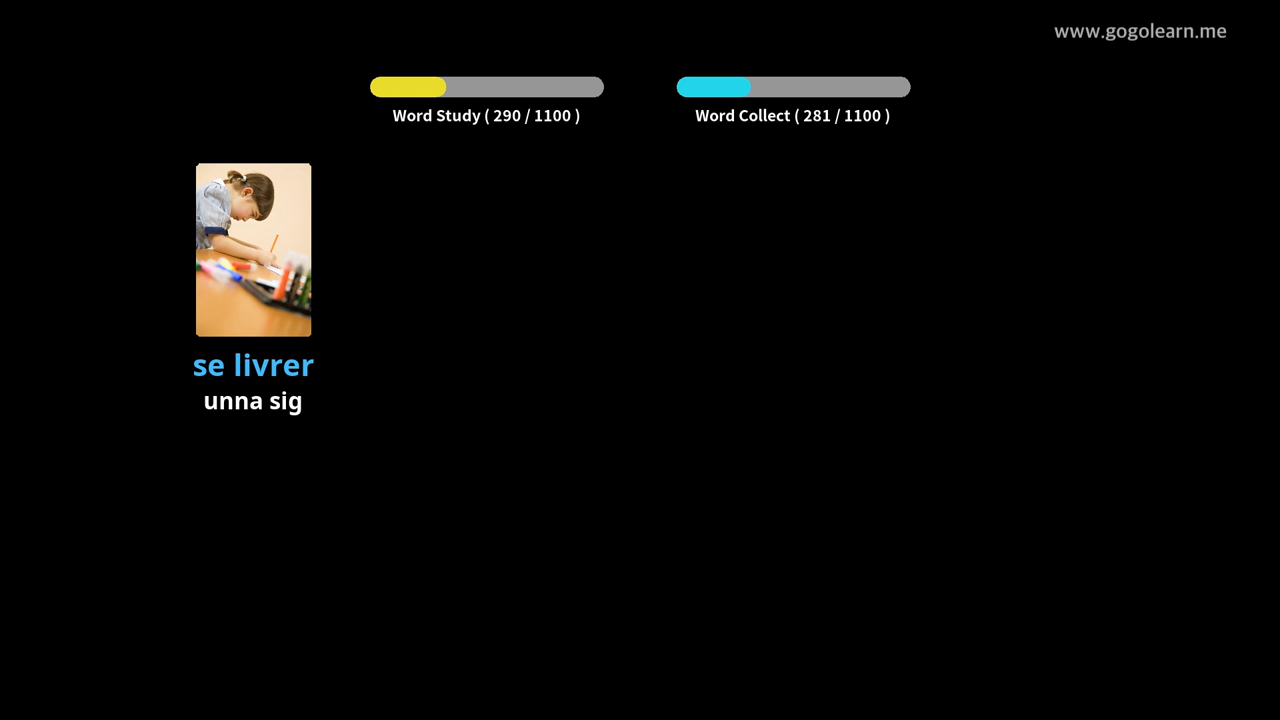 www.gogolearn.me
Word Study ( 290 / 1100 )
Word Collect ( 281 / 1100 )
se livrer
unna sig